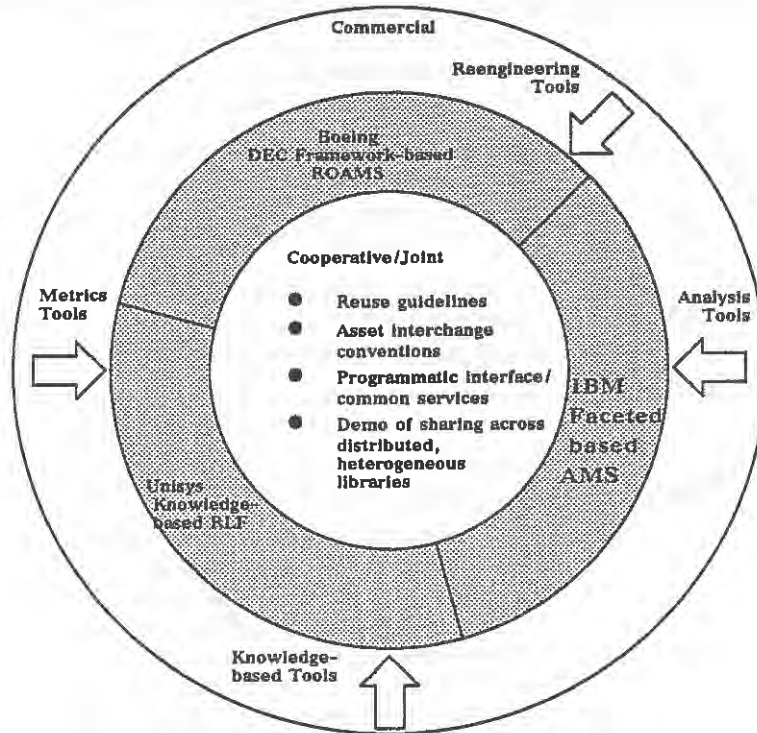 Commercial
Reengineering
Tools
Boeing
DEC Framework-based
ROAMS
Cooperative/Joint
● Reuse guidelines
● Asset interchange
conventions
● Programmatic interface/
common services
● Demo of sharing across
distributed,
heterogeneous
libraries
Metrics
Tools
Analysis
Tools
IBM
Faceted
based
AMS
Unisys
Knowledge-
based RLF
Knowledge-
based Tools